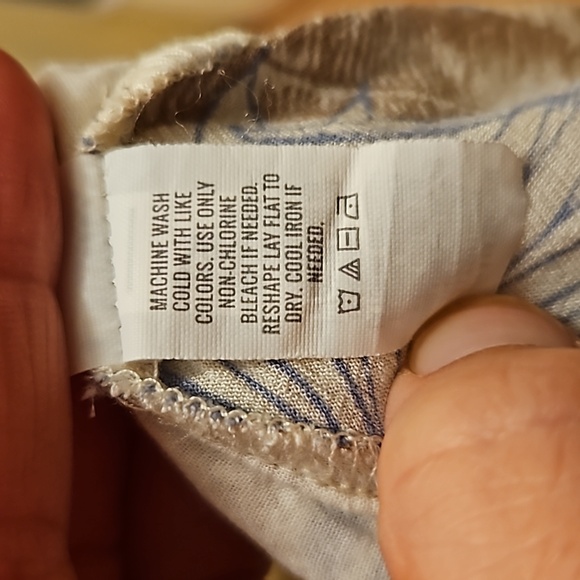 MACHINE WASH
COLD WITH LIKE
COLORS. USE ONLY
NON-CHLORINE
BLEACH IF NEEDED.
RESHAPE LAY FLAT TO
DRY. COOL IRON IF
NEEDED.